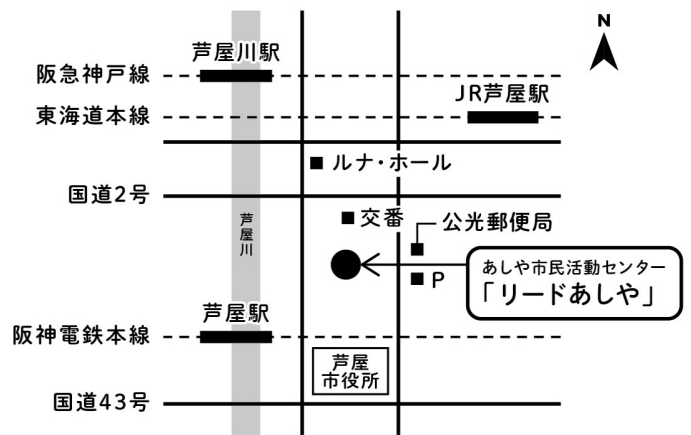 N
芦屋川駅
阪急神戸線
JR芦屋駅
東海道本線
ルナ・ホール
国道2号
交番
公光郵便局
芦屋川
あしや市民活動センター
「リードあしや」
P
芦屋駅
阪神電鉄本線
芦屋
市役所
国道43号